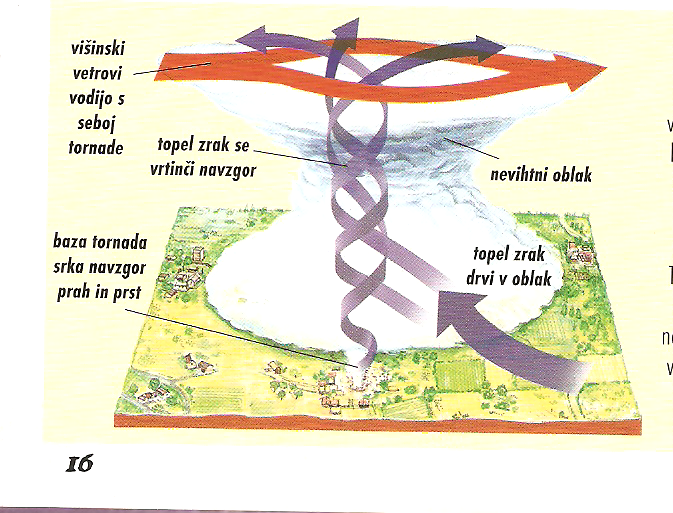 višinski
vetrovi
vodijo s
seboj
tornade
topel zrak se
vrtinči navzgor
nevihtni oblak
baza tornada
srka navzgor
prah in prst
topel zrak
drvi v oblak
16